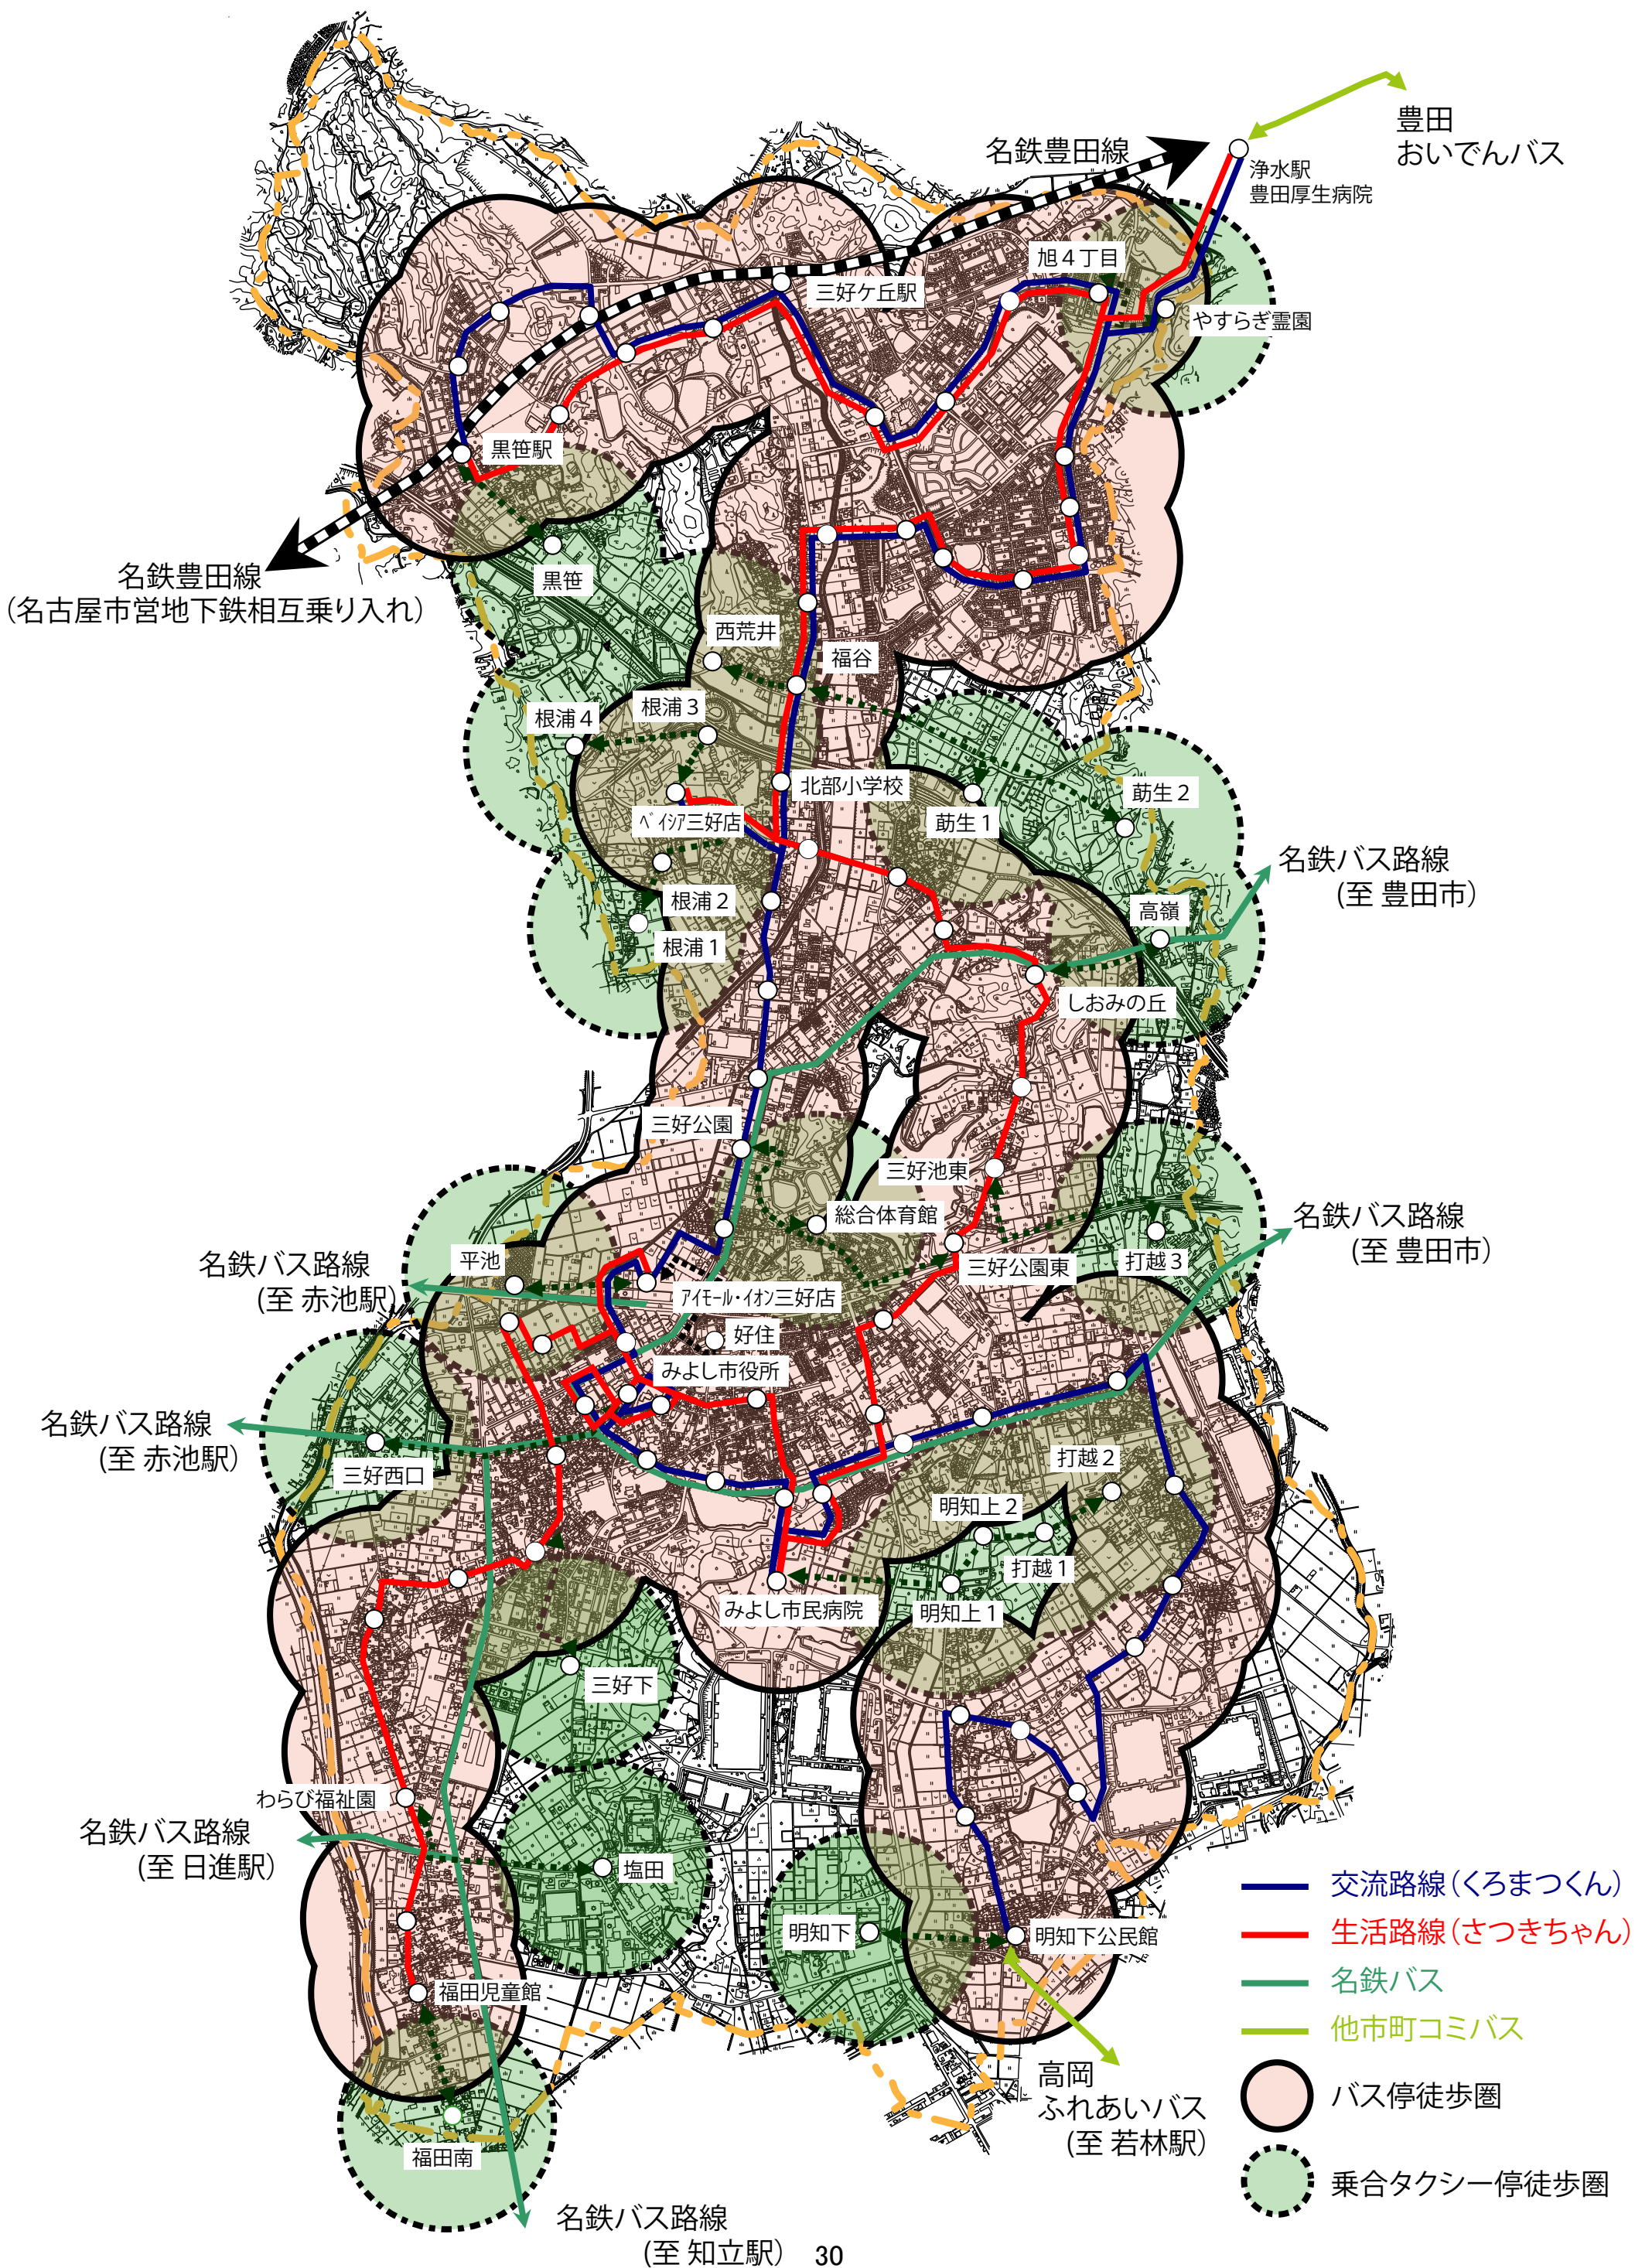 豊田
おいでんバス
名鉄豊田線
浄水駅
豊田厚生病院
旭４丁目
三好ケ丘駅
やすらぎ霊園
黒笹駅
名鉄豊田線
（名古屋市営地下鉄相互乗り入れ）
黒笹
西荒井
福谷
根浦３
根浦４
北部小学校
莇生２
ﾍﾞｲｼｱ三好店
莇生１
名鉄バス路線
(至 豊田市)
根浦２
高嶺
根浦１
しおみの丘
三好公園
三好池東
総合体育館
名鉄バス路線
(至 豊田市)
平池
打越３
三好公園東
名鉄バス路線
(至 赤池駅)
ｱｲﾓｰﾙ・ｲｵﾝ三好店
好住
みよし市役所
名鉄バス路線
(至 赤池駅)
三好西口
打越２
明知上２
打越１
みよし市民病院
明知上１
三好下
わらび福祉園
名鉄バス路線
(至 日進駅)
塩田
明知下
明知下公民館
福田児童館
交流路線（くろまつくん）
生活路線（さつきちゃん）
名鉄バス
他市町コミバス
バス停徒歩圏
乗合タクシー停徒歩圏
高岡
ふれあいバス
(至 若林駅)
福田南
名鉄バス路線
(至 知立駅)
30